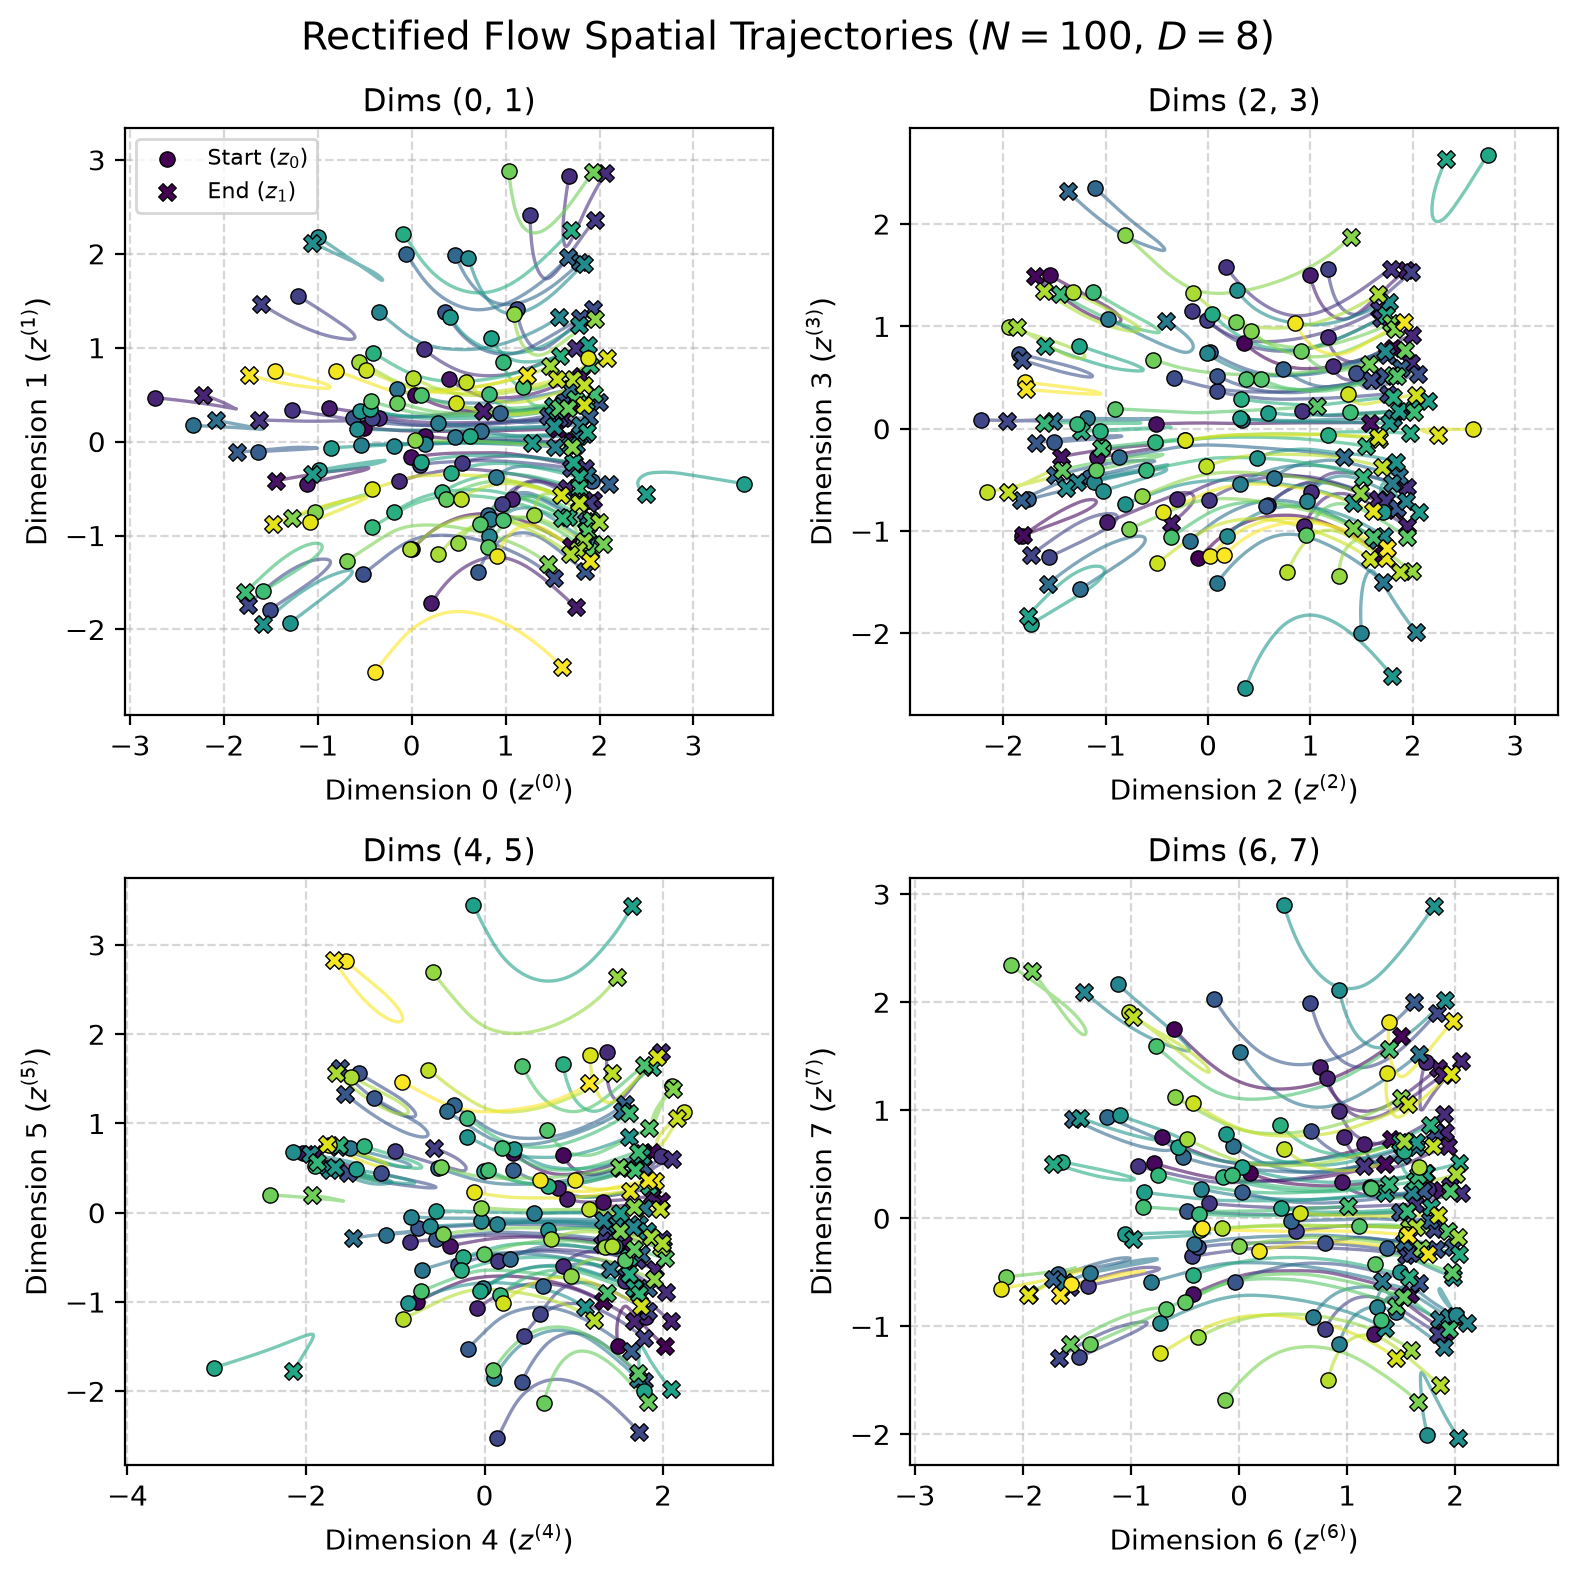 Rectified Flow Spatial Trajectories (N = 100, D = 8)
Dims (0, 1)
Start (z₀)
End (z₁)
3
2
1
0
−1
−2
Dimension 1 (z⁽¹⁾)
−3 −2 −1 0 1 2 3
Dimension 0 (z⁽⁰⁾)
Dims (2, 3)
2
1
0
−1
−2
Dimension 3 (z⁽³⁾)
−2 −1 0 1 2 3
Dimension 2 (z⁽²⁾)
Dims (4, 5)
3
2
1
0
−1
−2
Dimension 5 (z⁽⁵⁾)
−4 −2 0 2
Dimension 4 (z⁽⁴⁾)
Dims (6, 7)
3
2
1
0
−1
−2
Dimension 7 (z⁽⁷⁾)
−3 −2 −1 0 1 2
Dimension 6 (z⁽⁶⁾)